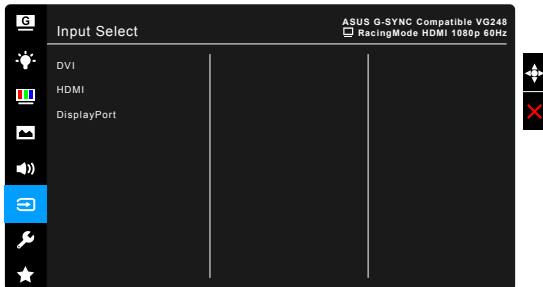 G
Input Select
ASUS G-SYNC Compatible VG248
RacingMode HDMI 1080p 60Hz
DVI
HDMI
DisplayPort